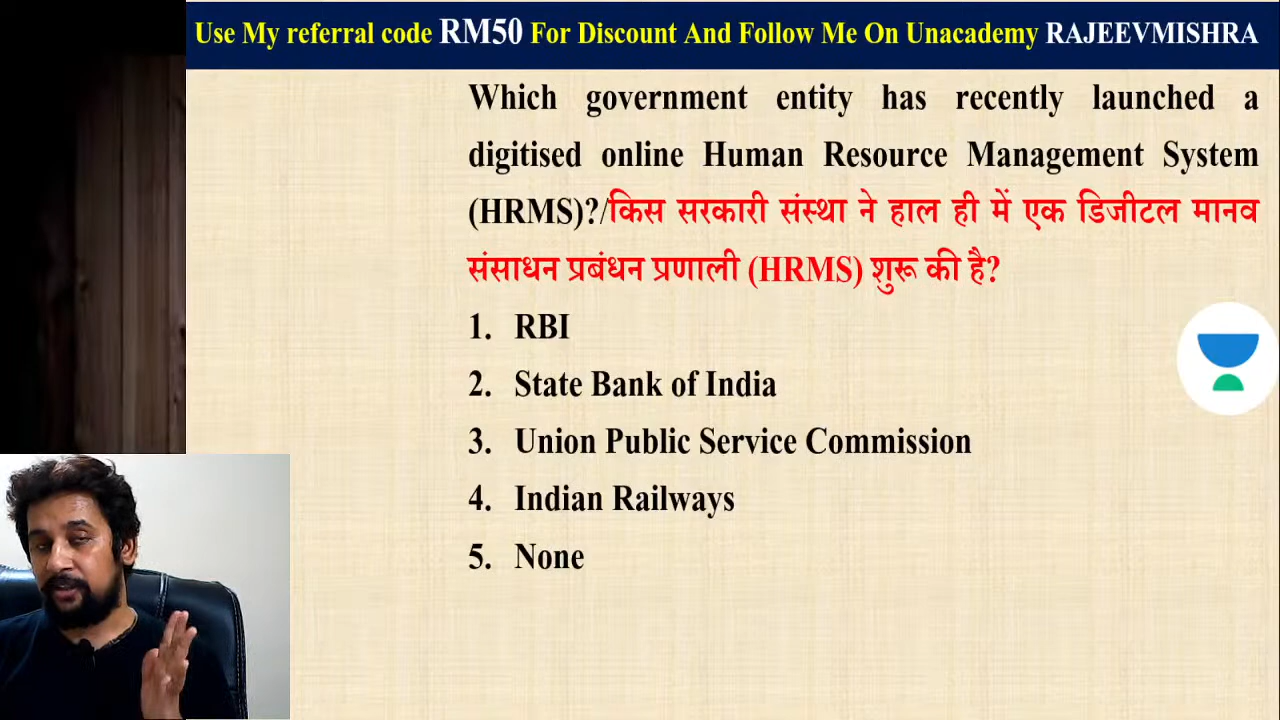 Use My referral code RM50 For Discount And Follow Me On Unacademy RAJEEVMISHRA
Which government entity has recently launched a
digitised online Human Resource Management System
(HRMS)?/किस सरकारी संस्था ने हाल ही में एक डिजीटल मानव
संसाधन प्रबंधन प्रणाली (HRMS) शुरू की है?
1. RBI
2. State Bank of India
3. Union Public Service Commission
4. Indian Railways
5. None